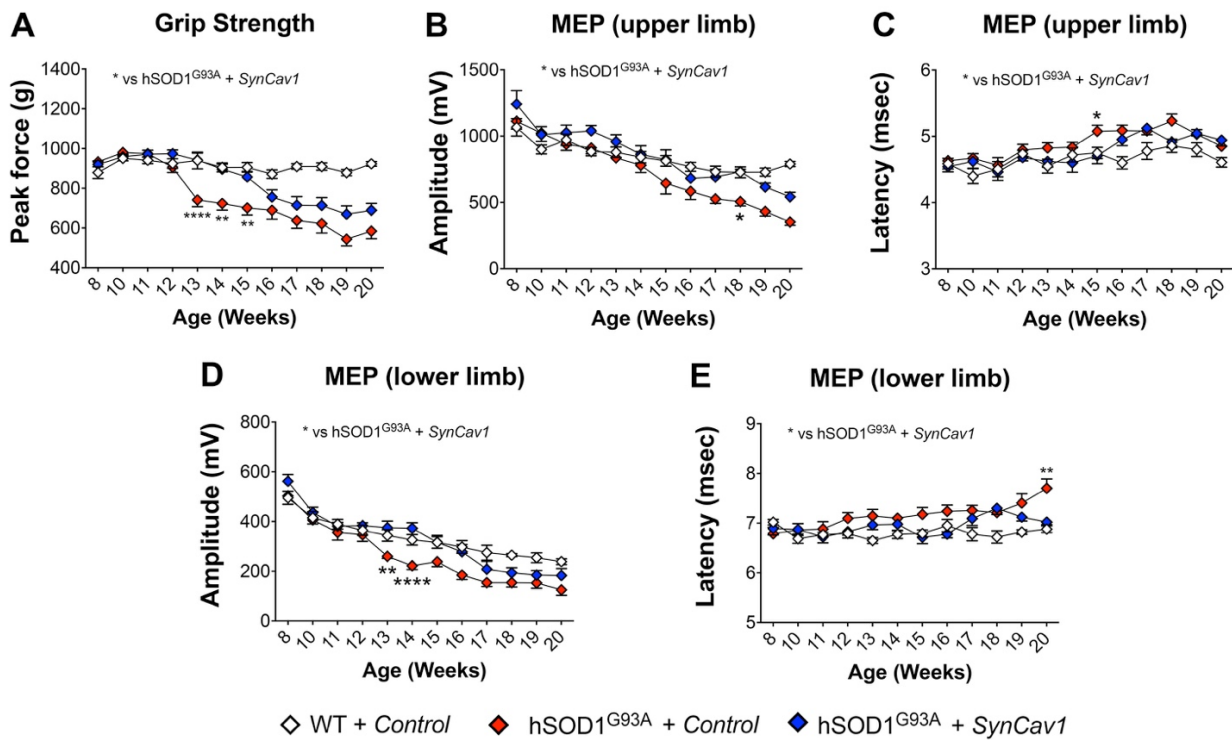 A Grip Strength
* vs hSOD1G93A + SynCav1
Peak force (g)
1400
1200
1000
800
600
400
8 10 11 12 13 14 15 16 17 18 19 20
**** ** **
Age (Weeks)
B MEP (upper limb)
* vs hSOD1G93A + SynCav1
Amplitude (mV)
1500
1000
500
0
8 10 11 12 13 14 15 16 17 18 19 20
*
Age (Weeks)
C MEP (upper limb)
* vs hSOD1G93A + SynCav1
Latency (msec)
6
5
4
3
*
8 10 11 12 13 14 15 16 17 18 19 20
Age (Weeks)
D MEP (lower limb)
* vs hSOD1G93A + SynCav1
Amplitude (mV)
800
600
400
200
0
** ****
8 10 11 12 13 14 15 16 17 18 19 20
Age (Weeks)
E MEP (lower limb)
* vs hSOD1G93A + SynCav1
Latency (msec)
9
8
7
6
5
**
8 10 11 12 13 14 15 16 17 18 19 20
Age (Weeks)
WT + Control hSOD1G93A + Control hSOD1G93A + SynCav1